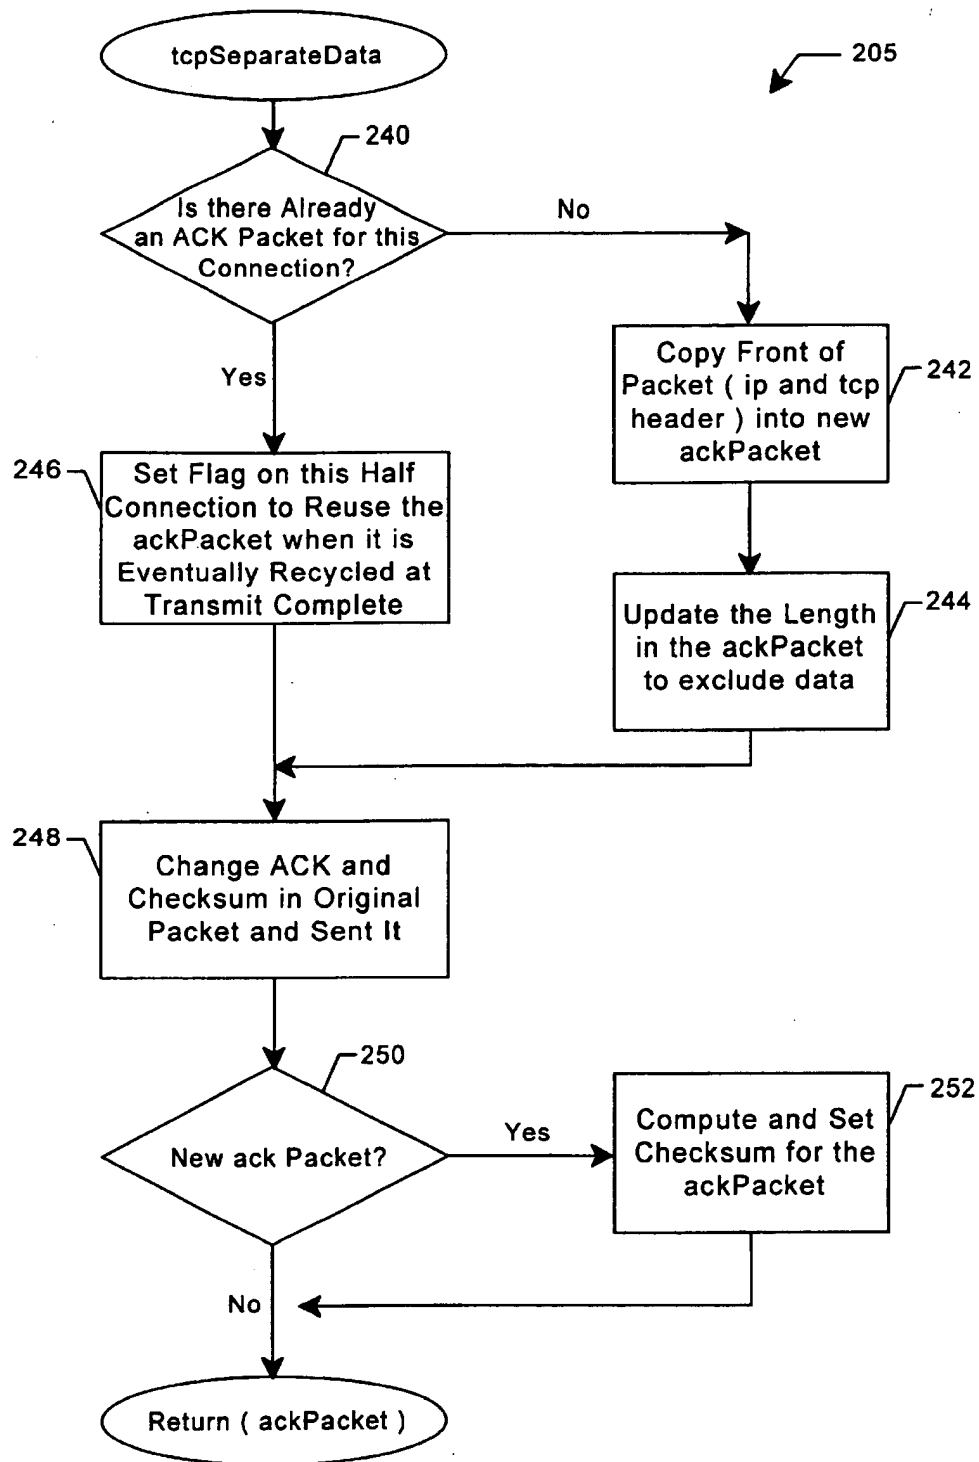 tcpSeparateData
205
240
Is there Already
an ACK Packet for this
Connection?
No
Yes
Copy Front of
Packet ( ip and tcp
header ) into new
ackPacket
242
246
Set Flag on this Half
Connection to Reuse the
ackPacket when it is
Eventually Recycled at
Transmit Complete
Update the Length
in the ackPacket
to exclude data
244
248
Change ACK and
Checksum in Original
Packet and Sent It
250
New ack Packet?
Yes
Compute and Set
Checksum for the
ackPacket
252
No
Return ( ackPacket )